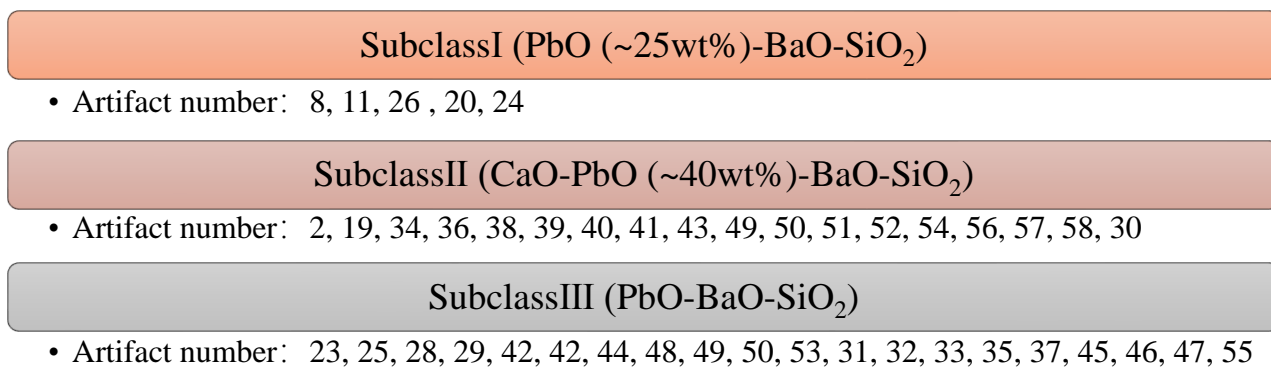 SubclassI (PbO (~25wt%)-BaO-SiO₂)
• Artifact number： 8, 11, 26 , 20, 24
SubclassII (CaO-PbO (~40wt%)-BaO-SiO₂)
• Artifact number： 2, 19, 34, 36, 38, 39, 40, 41, 43, 49, 50, 51, 52, 54, 56, 57, 58, 30
SubclassIII (PbO-BaO-SiO₂)
• Artifact number： 23, 25, 28, 29, 42, 42, 44, 48, 49, 50, 53, 31, 32, 33, 35, 37, 45, 46, 47, 55